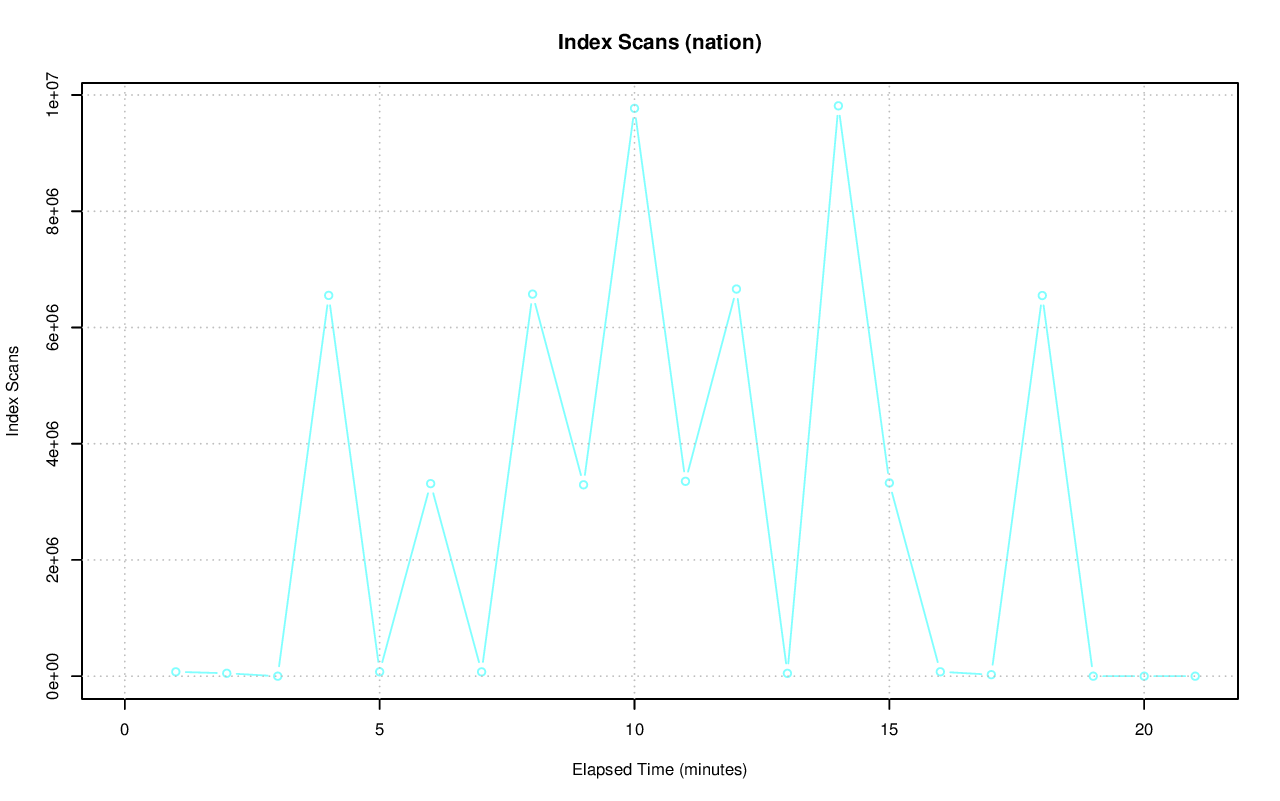 Index Scans (nation)
Index Scans
1e+07
8e+06
6e+06
4e+06
2e+06
0e+00
0 5 10 15 20
Elapsed Time (minutes)